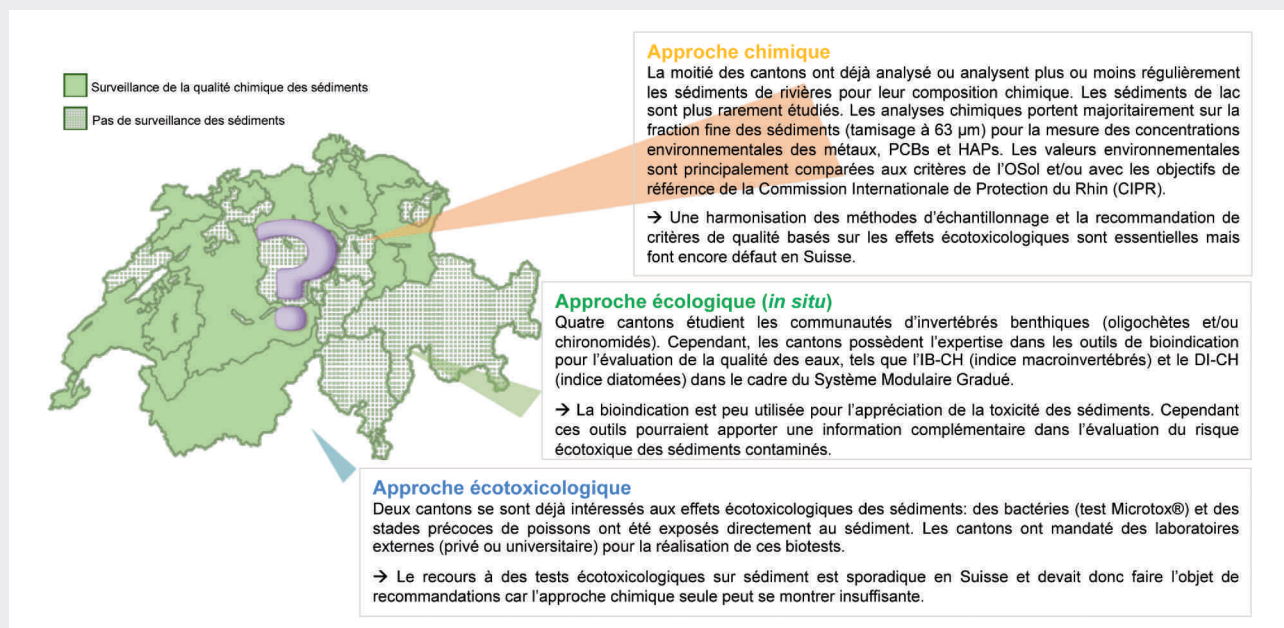 Surveillance de la qualité chimique des sédiments
Pas de surveillance des sédiments
?
Approche chimique
La moitié des cantons ont déjà analysé ou analysent plus ou moins régulièrement
les sédiments de rivières pour leur composition chimique. Les sédiments de lac
sont plus rarement étudiés. Les analyses chimiques portent majoritairement sur la
fraction fine des sédiments (tamisage à 63 µm) pour la mesure des concentrations
environnementales des métaux, PCBs et HAPs. Les valeurs environnementales
sont principalement comparées aux critères de l'OSol et/ou avec les objectifs de
référence de la Commission Internationale de Protection du Rhin (CIPR).
→ Une harmonisation des méthodes d'échantillonnage et la recommandation de
critères de qualité basés sur les effets écotoxicologiques sont essentielles mais
font encore défaut en Suisse.
Approche écologique (in situ)
Quatre cantons étudient les communautés d'invertébrés benthiques (oligochètes et/ou
chironomidés). Cependant, les cantons possèdent l'expertise dans les outils de bioindication
pour l'évaluation de la qualité des eaux, tels que l'IB-CH (indice macroinvertébrés) et le DI-CH
(indice diatomées) dans le cadre du Système Modulaire Gradué.
→ La bioindication est peu utilisée pour l'appréciation de la toxicité des sédiments. Cependant
ces outils pourraient apporter une information complémentaire dans l'évaluation du risque
écotoxique des sédiments contaminés.
Approche écotoxicologique
Deux cantons se sont déjà intéressés aux effets écotoxicologiques des sédiments: des bactéries (test Microtox®) et des
stades précoces de poissons ont été exposés directement au sédiment. Les cantons ont mandaté des laboratoires
externes (privé ou universitaire) pour la réalisation de ces biotests.
→ Le recours à des tests écotoxicologiques sur sédiment est sporadique en Suisse et devait donc faire l'objet de
recommandations car l'approche chimique seule peut se montrer insuffisante.